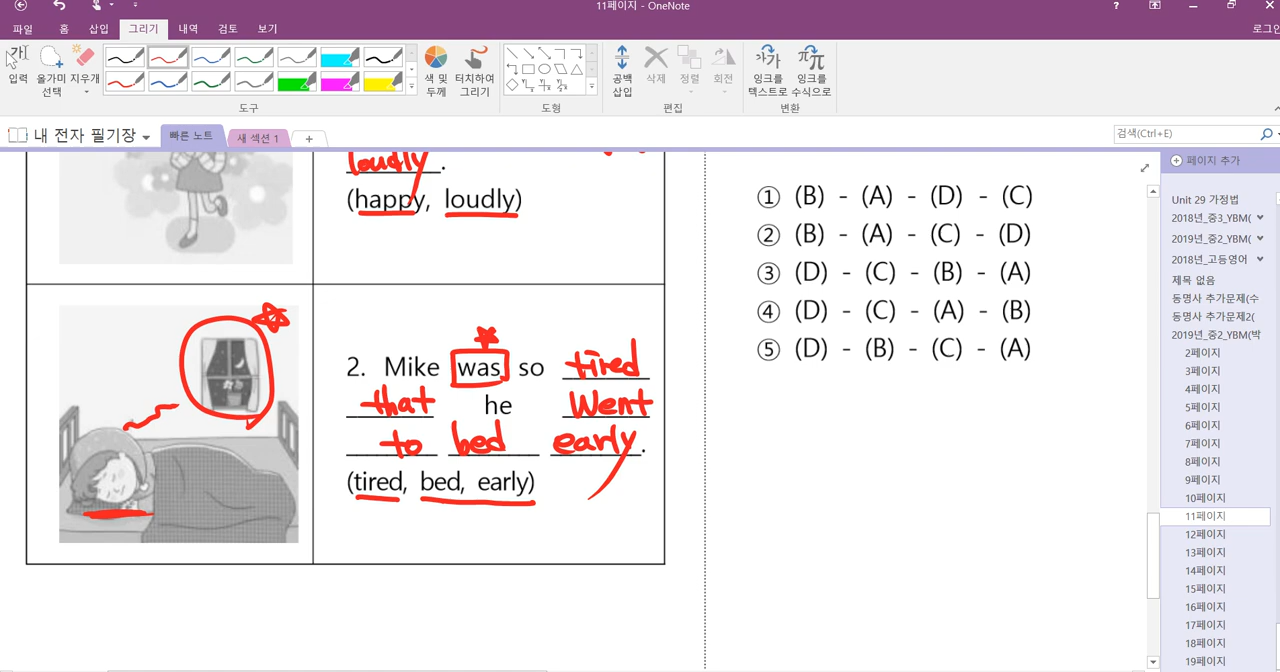 11페이지 - OneNote
로그인
파일 홈 삽입 그리기 내역 검토 보기
입력 올가미 선택 지우개
색 및 두께
터치하여 그리기
공백 삽입
삭제
정렬
회전
잉크를 텍스트로
잉크를 수식으로
도구
도형
편집
변환
내 전자 필기장
빠른 노트
새 섹션 1
+
검색(Ctrl+E)
loudly.
(happy, loudly)
2. Mike was so tired
that he Went
to bed early.
(tired, bed, early)
① (B) - (A) - (D) - (C)
② (B) - (A) - (C) - (D)
③ (D) - (C) - (B) - (A)
④ (D) - (C) - (A) - (B)
⑤ (D) - (B) - (C) - (A)
페이지 추가
Unit 29 가정법
2018년_중3_YBM(
2019년_중2_YBM(
2018년_고등영어
제목 없음
동명사 추가문제(수
동명사 추가문제2(
2019년_중2_YBM(박
2페이지
3페이지
4페이지
5페이지
6페이지
7페이지
8페이지
9페이지
10페이지
11페이지
12페이지
13페이지
14페이지
15페이지
16페이지
17페이지
18페이지
19페이지